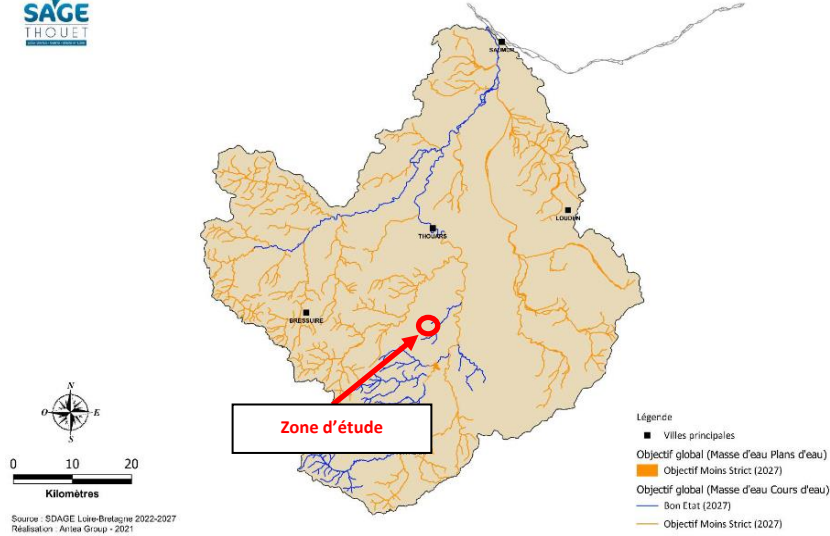 SAGE
THOUET
SAUMUR
LOUDUN
THOUARS
BRESSUIRE
Zone d'étude
N
O
E
S
0 10 20
Kilomètres
Source : SDAGE Loire-Bretagne 2022-2027
Réalisation : Antea Group - 2021
Légende
Villes principales
Objectif global (Masse d'eau Plans d'eau)
Objectif Moins Strict (2027)
Objectif global (Masse d'eau Cours d'eau)
Bon Etat (2027)
Objectif Moins Strict (2027)